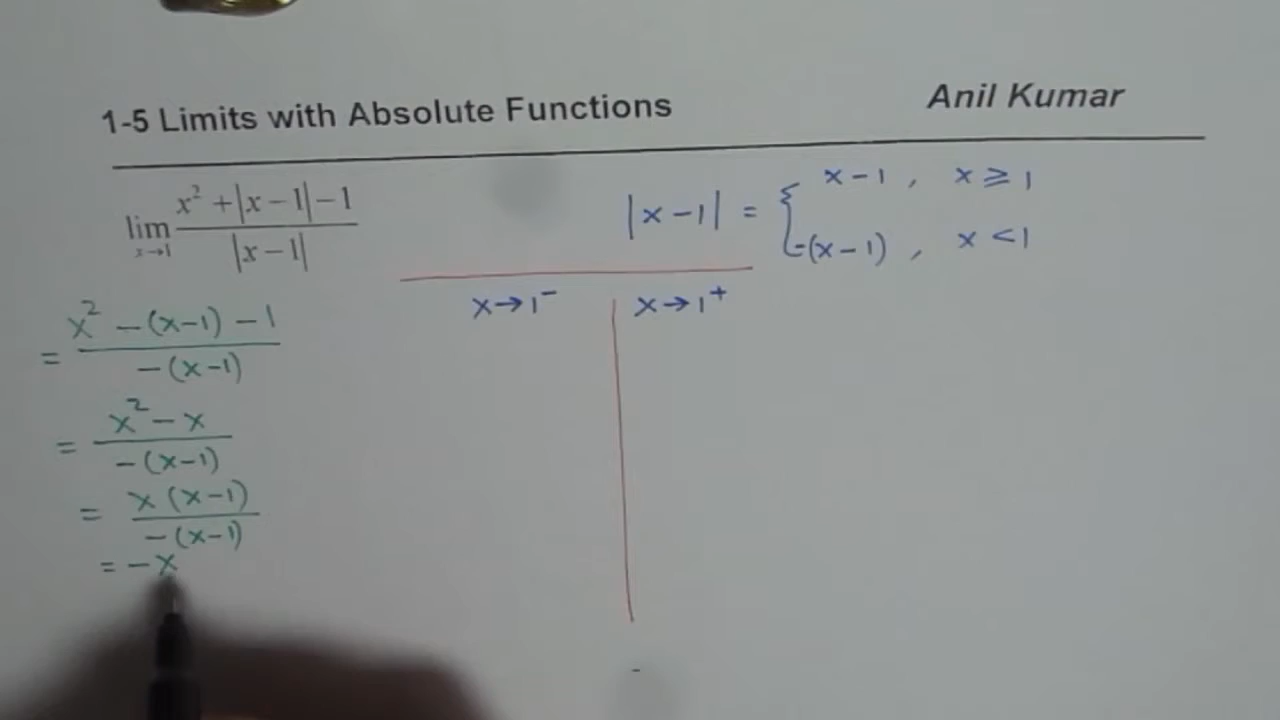 1-5 Limits with Absolute Functions
Anil Kumar
lim x→1 (x² + |x − 1| − 1) / |x − 1|
|x − 1| = { x − 1 , x ≥ 1
−(x − 1) , x < 1
x → 1⁻
x → 1⁺
= (x² − (x−1) − 1) / −(x−1)
= (x² − x) / −(x−1)
= x(x−1) / −(x−1)
= −x